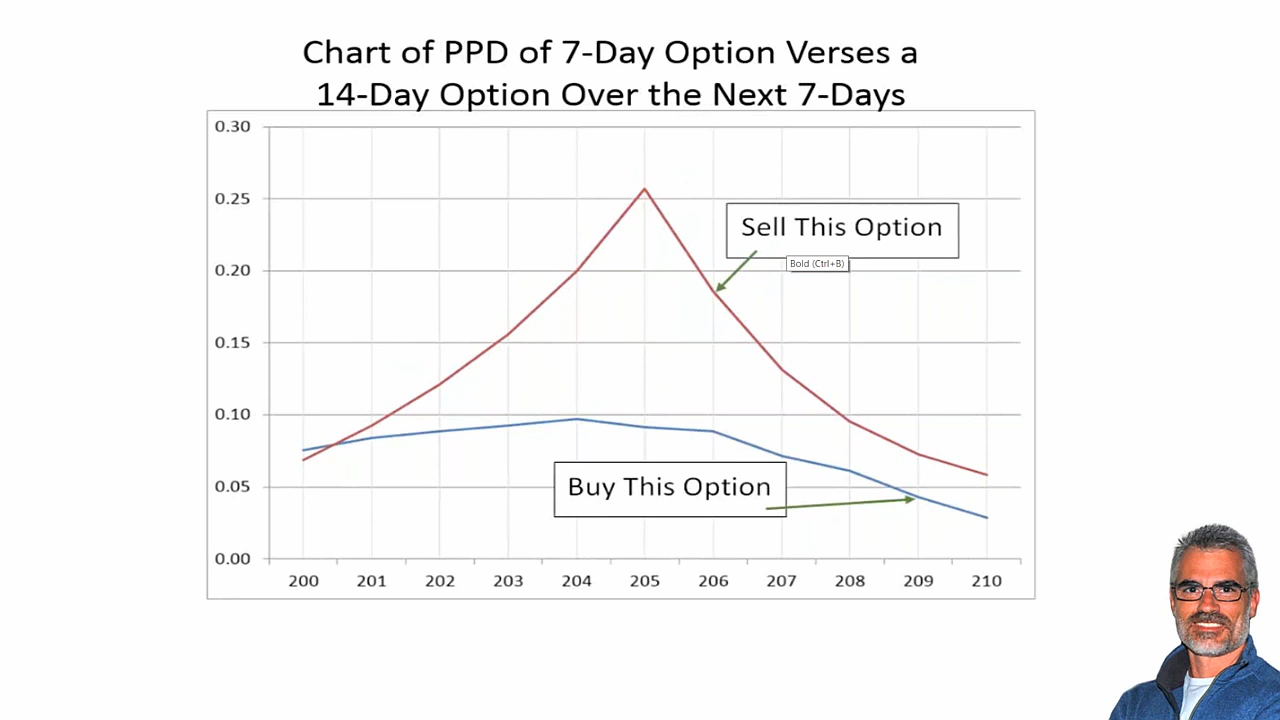 Chart of PPD of 7-Day Option Verses a
14-Day Option Over the Next 7-Days
0.30
0.25
Sell This Option
Bold (Ctrl+B)
0.20
0.15
0.10
Buy This Option
0.05
0.00
200 201 202 203 204 205 206 207 208 209 210